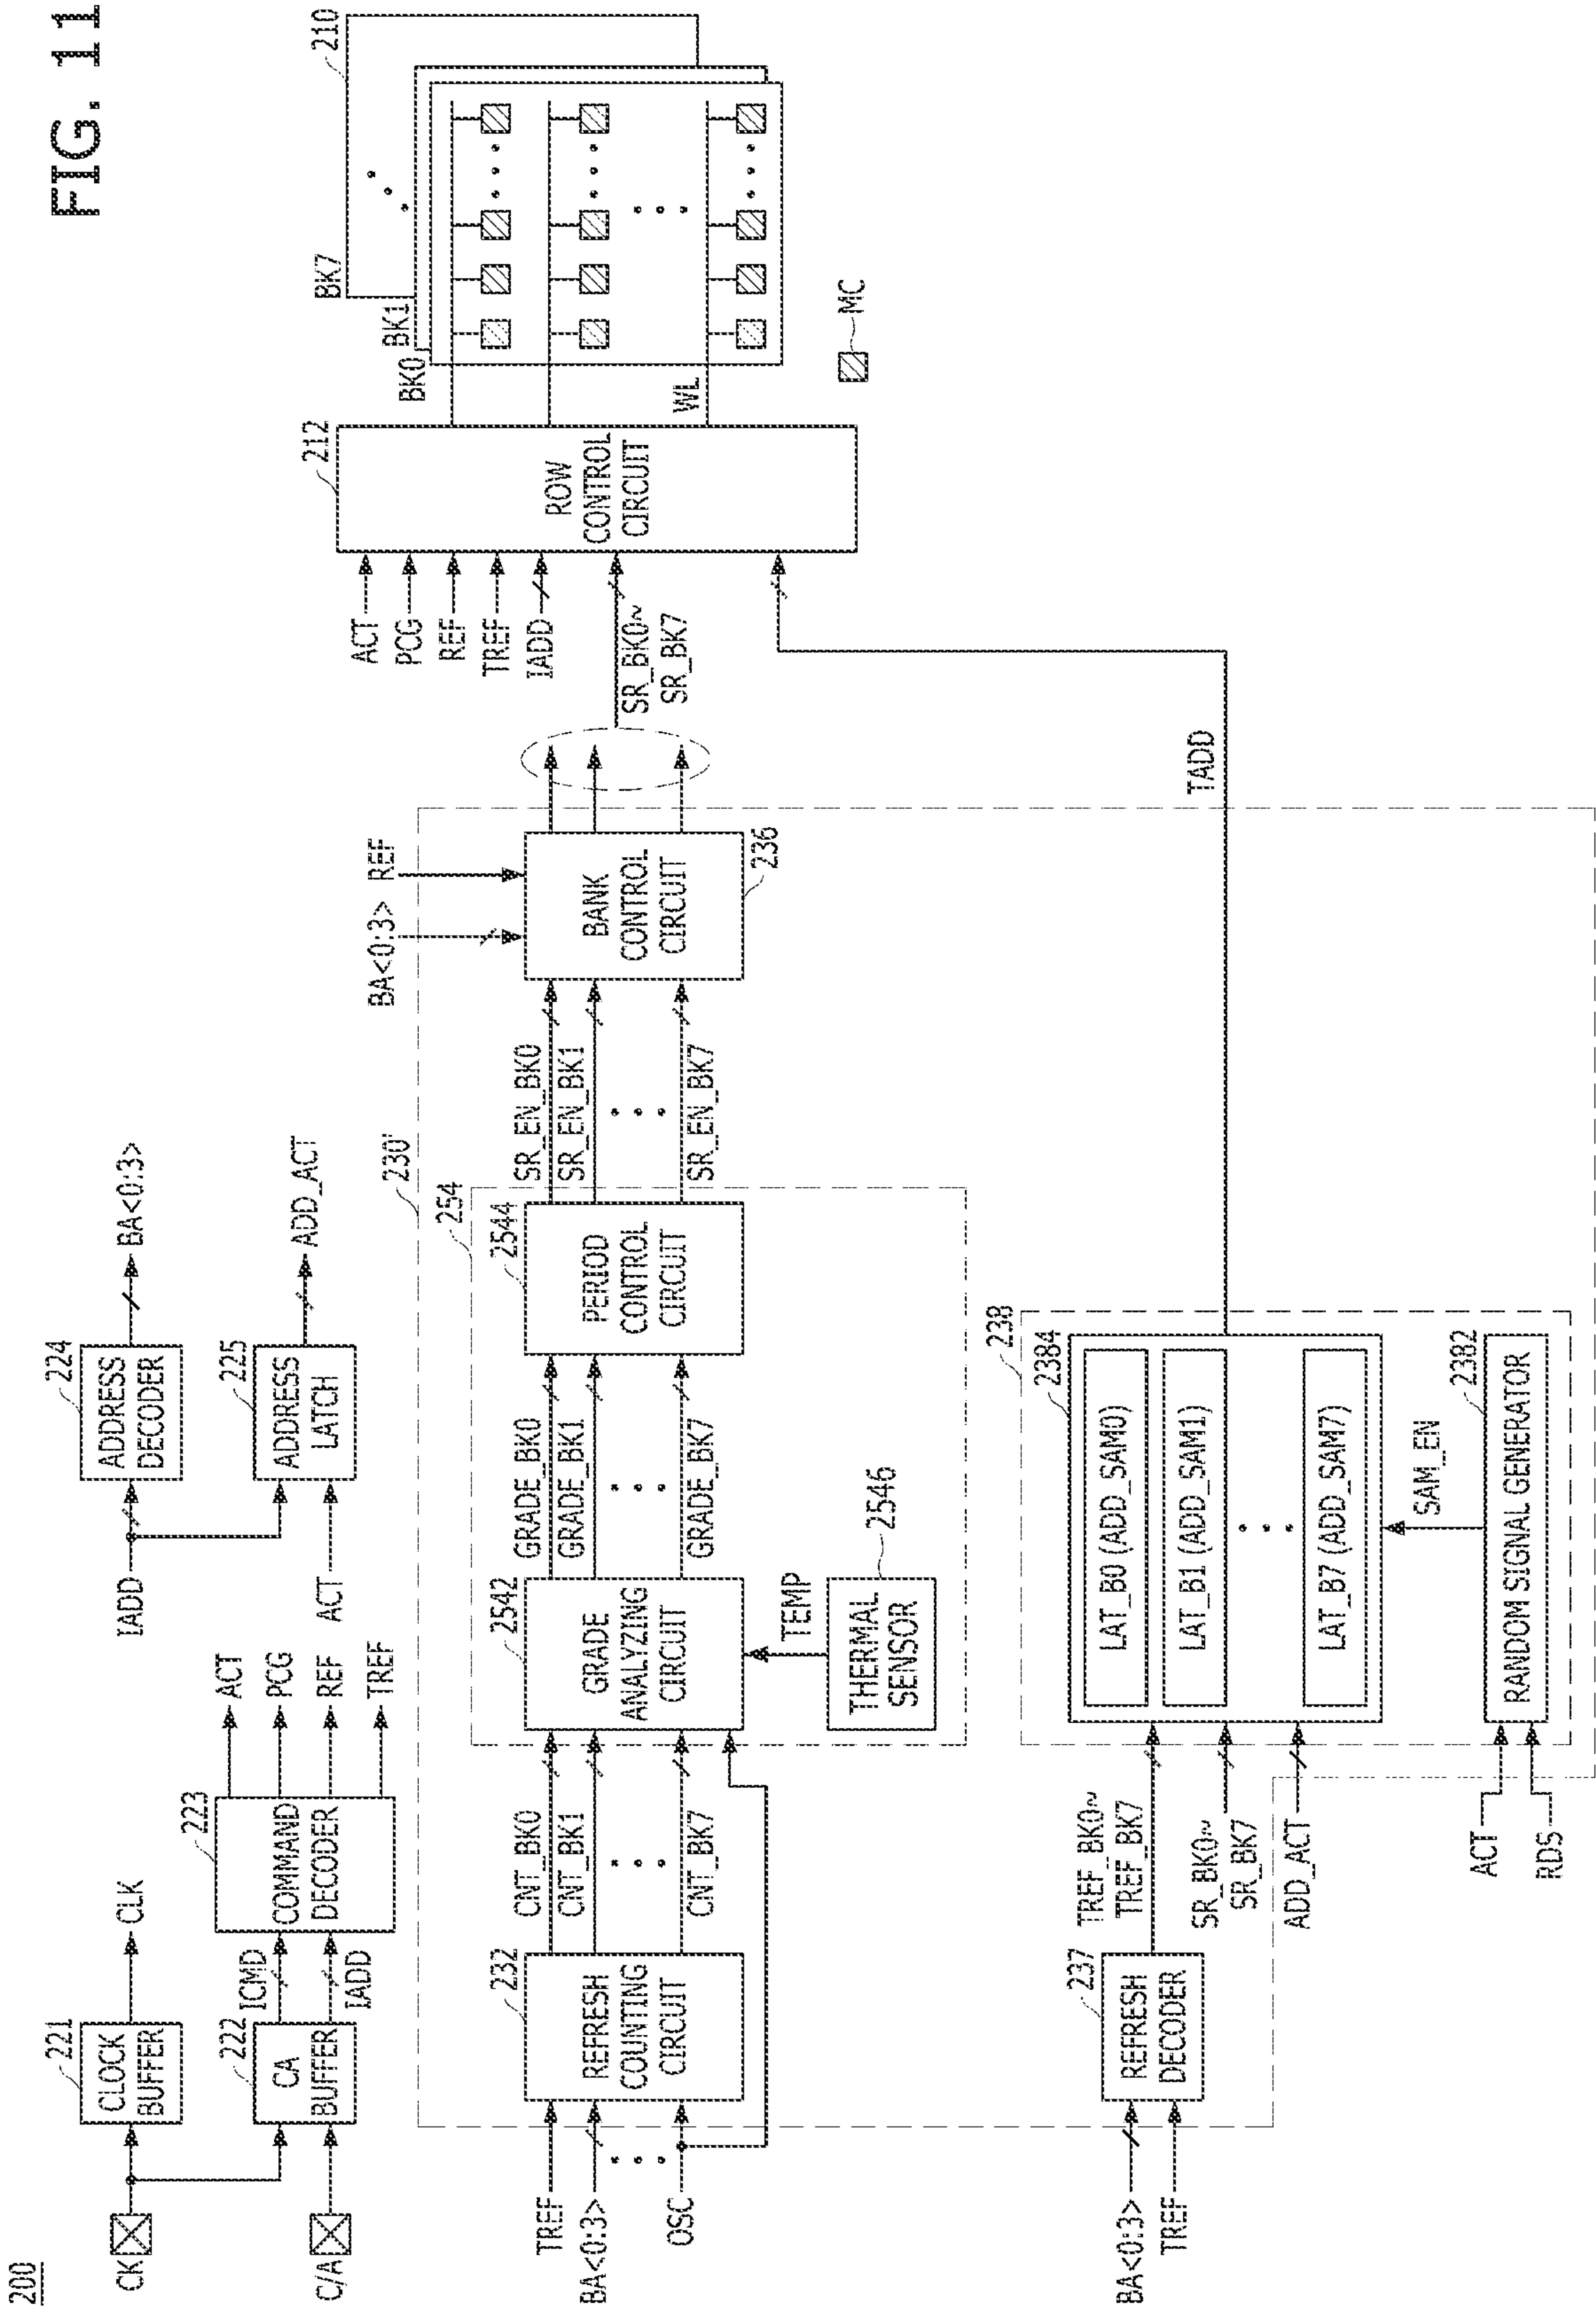 FIG. 11
200
CK
C/A
221
CLOCK
BUFFER
CLK
222
CA
BUFFER
ICMD
IADD
223
COMMAND
DECODER
ACT
PCG
REF
TREF
IADD
ACT
224
ADDRESS
DECODER
BA<0:3>
225
ADDRESS
LATCH
ADD_ACT
230'
TREF
BA<0:3>
OSC
232
REFRESH
COUNTING
CIRCUIT
CNT_BK0
CNT_BK1
CNT_BK7
254
2542
GRADE
ANALYZING
CIRCUIT
TEMP
THERMAL
SENSOR
2546
GRADE_BK0
GRADE_BK1
GRADE_BK7
2544
PERIOD
CONTROL
CIRCUIT
SR_EN_BK0
SR_EN_BK1
SR_EN_BK7
BA<0:3>
REF
BANK
CONTROL
CIRCUIT
236
SR_BK0~
SR_BK7
ACT
PCG
REF
TREF
IADD
212
ROW
CONTROL
CIRCUIT
WL
BK0
BK1
BK7
210
MC
BA<0:3>
TREF
237
REFRESH
DECODER
TREF_BK0~
TREF_BK7
SR_BK0~
SR_BK7
ADD_ACT
ACT
RDS
238
2384
LAT_B0 (ADD_SAM0)
LAT_B1 (ADD_SAM1)
LAT_B7 (ADD_SAM7)
SAM_EN
2382
RANDOM SIGNAL GENERATOR
TADD